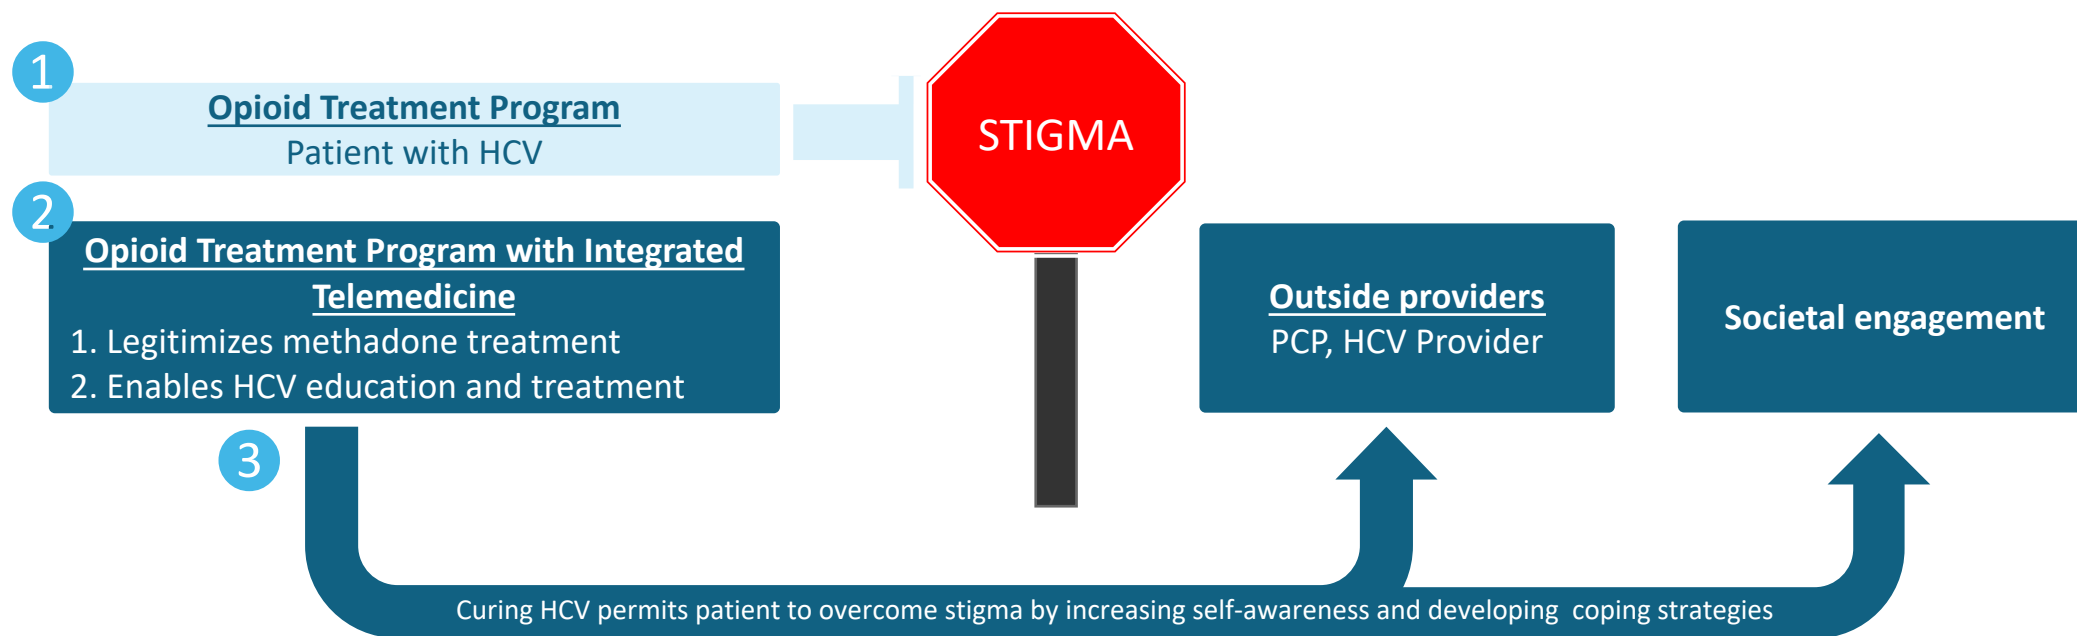 1
Opioid Treatment Program
Patient with HCV
STIGMA
2
Opioid Treatment Program with Integrated
Telemedicine
1. Legitimizes methadone treatment
2. Enables HCV education and treatment
Outside providers
PCP, HCV Provider
Societal engagement
3
Curing HCV permits patient to overcome stigma by increasing self-awareness and developing  coping strategies